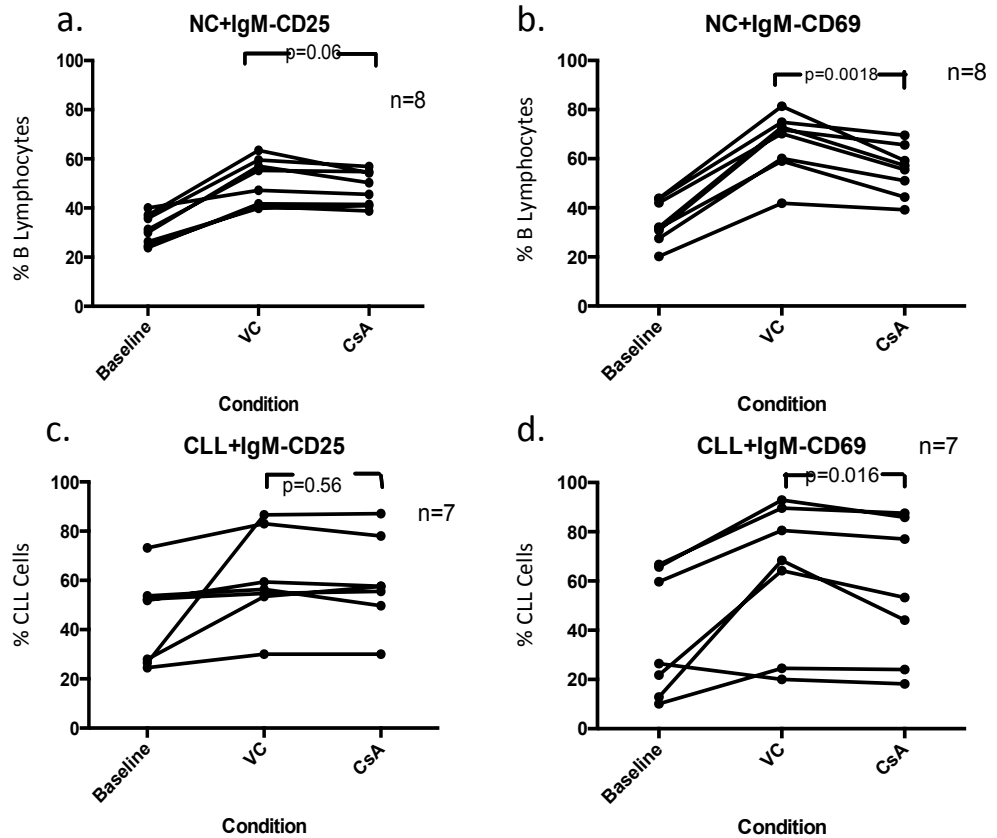 a.
NC+IgM-CD25
p=0.06
n=8
100
80
60
40
20
0
% B Lymphocytes
Baseline
VC
CsA
Condition
b.
NC+IgM-CD69
p=0.0018
n=8
100
80
60
40
20
0
% B Lymphocytes
Baseline
VC
CsA
Condition
c.
CLL+IgM-CD25
p=0.56
n=7
100
80
60
40
20
0
% CLL Cells
Baseline
VC
CsA
Condition
d.
CLL+IgM-CD69
n=7
p=0.016
100
80
60
40
20
0
% CLL Cells
Baseline
VC
CsA
Condition